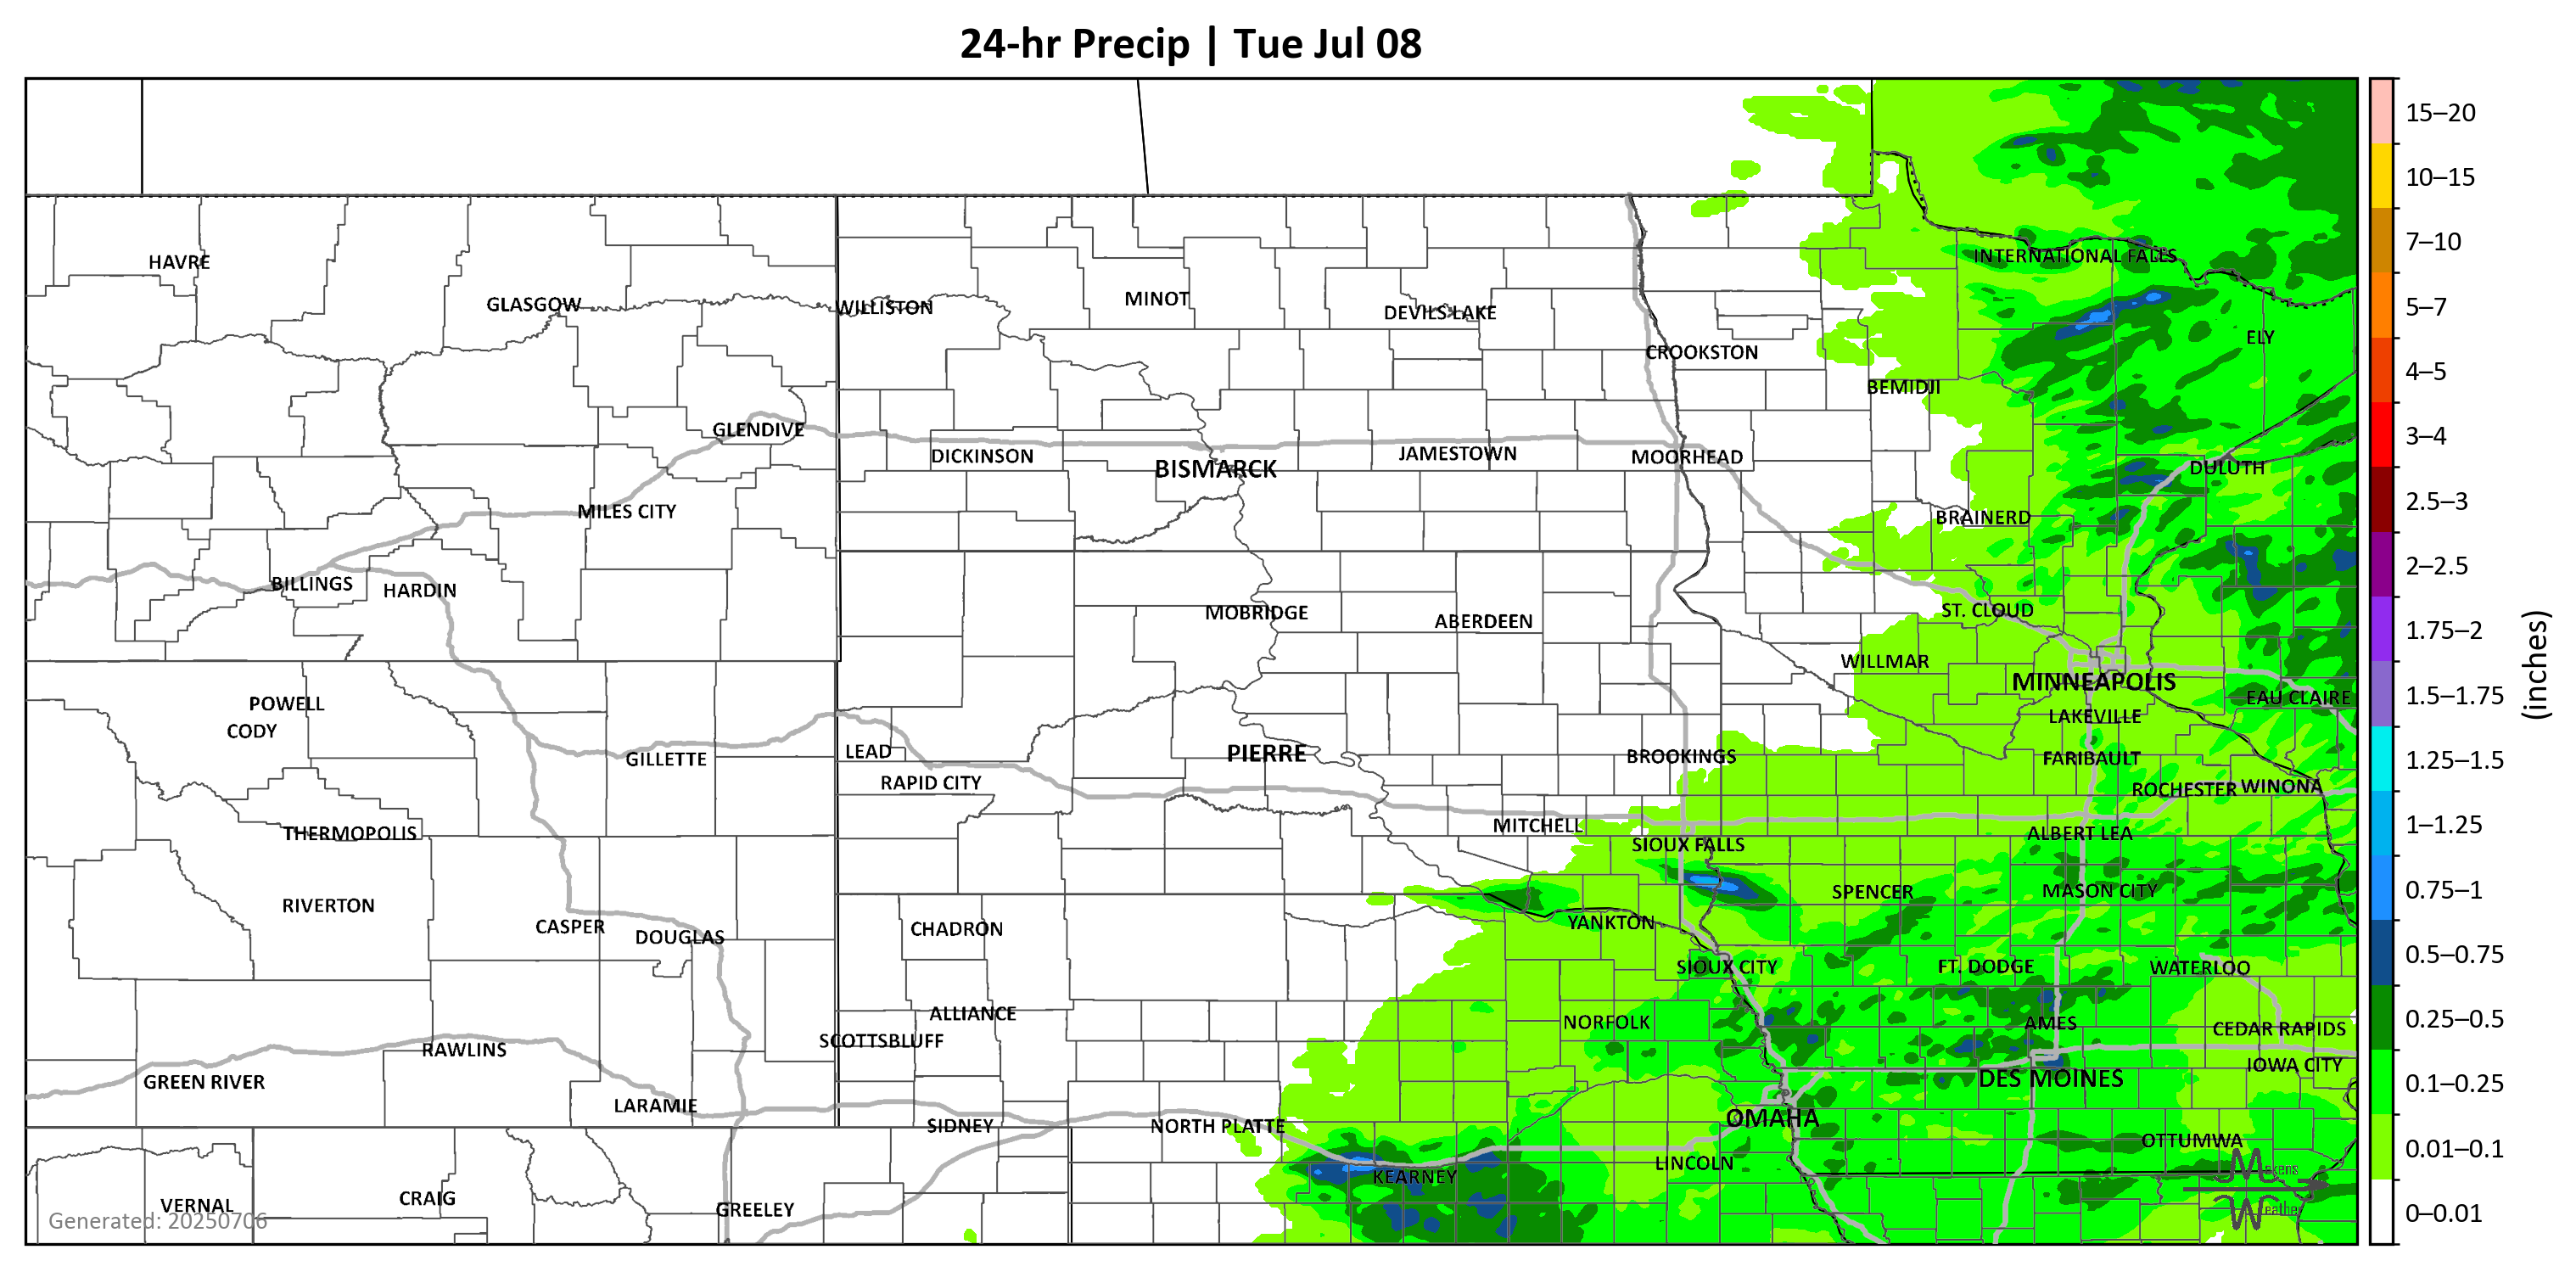 24-hr Precip | Tue Jul 08
15–20
10–15
7–10
5–7
4–5
3–4
2.5–3
2–2.5
1.75–2
1.5–1.75
1.25–1.5
1–1.25
0.75–1
0.5–0.75
0.25–0.5
0.1–0.25
0.01–0.1
0–0.01
(inches)
HAVRE
INTERNATIONAL FALLS
GLASGOW
WILLISTON
MINOT
DEVILS LAKE
ELY
CROOKSTON
BEMIDJI
GLENDIVE
DICKINSON
BISMARCK
JAMESTOWN
MOORHEAD
DULUTH
MILES CITY
BRAINERD
BILLINGS
HARDIN
MOBRIDGE
ABERDEEN
ST. CLOUD
WILLMAR
MINNEAPOLIS
EAU CLAIRE
POWELL
CODY
LAKEVILLE
GILLETTE
LEAD
PIERRE
BROOKINGS
FARIBAULT
RAPID CITY
ROCHESTER
WINONA
THERMOPOLIS
MITCHELL
ALBERT LEA
SIOUX FALLS
RIVERTON
SPENCER
MASON CITY
CASPER
DOUGLAS
CHADRON
YANKTON
SIOUX CITY
FT. DODGE
WATERLOO
ALLIANCE
NORFOLK
AMES
CEDAR RAPIDS
RAWLINS
SCOTTSBLUFF
IOWA CITY
GREEN RIVER
DES MOINES
LARAMIE
SIDNEY
NORTH PLATTE
OMAHA
OTTUMWA
KEARNEY
LINCOLN
VERNAL
CRAIG
GREELEY
Makens
Weather
Generated: 20250706